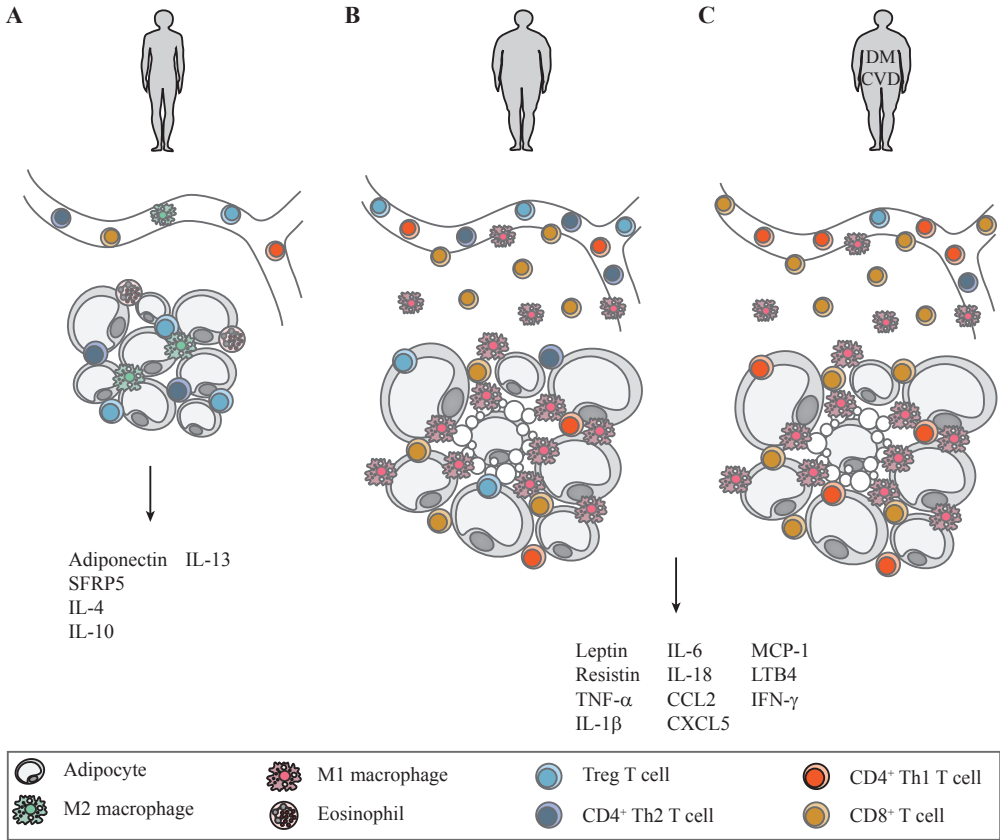 A
B
C
DM
CVD
Adiponectin IL-13
SFRP5
IL-4
IL-10
Leptin IL-6 MCP-1
Resistin IL-18 LTB4
TNF-α CCL2 IFN-γ
IL-1β CXCL5
Adipocyte M1 macrophage Treg T cell CD4⁺ Th1 T cell
M2 macrophage Eosinophil CD4⁺ Th2 T cell CD8⁺ T cell